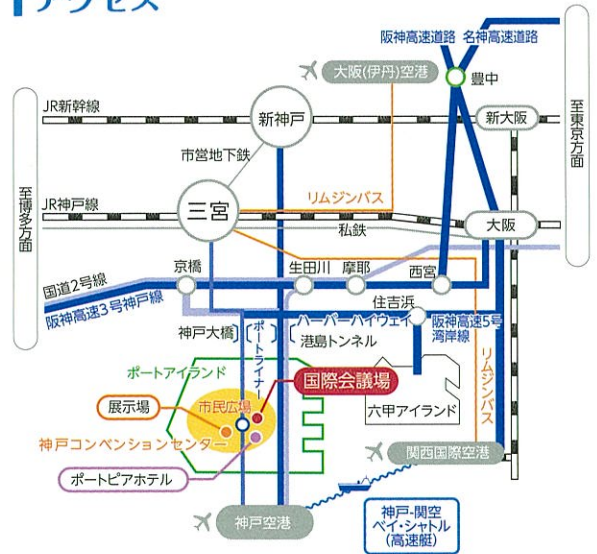 アクセス
阪神高速道路 名神高速道路
大阪(伊丹)空港
豊中
JR新幹線
新神戸
新大阪
至東京方面
至博多方面
市営地下鉄
JR神戸線
三宮
リムジンバス
私鉄
大阪
国道2号線
京橋
生田川
摩耶
西宮
阪神高速3号神戸線
住吉浜
神戸大橋
ポートライナー
ハーバーハイウェイ
港島トンネル
阪神高速5号
湾岸線
リムジンバス
ポートアイランド
国際会議場
六甲アイランド
展示場
市民広場
神戸コンベンションセンター
ポートピアホテル
関西国際空港
神戸空港
神戸-関空
ベイ・シャトル
(高速艇)